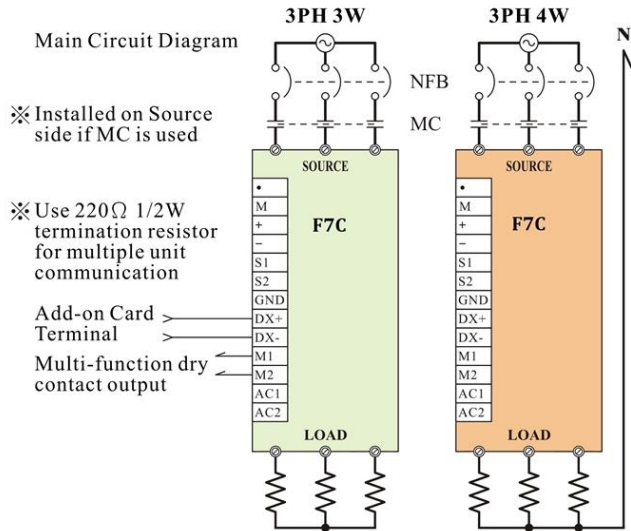 3PH 3W
3PH 4W
N
Main Circuit Diagram
NFB
MC
※ Installed on Source
side if MC is used
SOURCE
SOURCE
F7C
F7C
※ Use 220Ω 1/2W
termination resistor
for multiple unit
communication
•
M
+
−
S1
S2
GND
DX+
DX-
M1
M2
AC1
AC2
•
M
+
−
S1
S2
GND
DX+
DX-
M1
M2
AC1
AC2
Add-on Card
Terminal
Multi-function dry
contact output
LOAD
LOAD